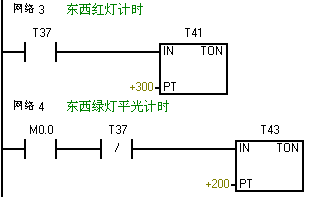 网络 3 东西红灯计时
T37 T41
IN TON
+300 PT
网络 4 东西绿灯平光计时
M0.0 T37 T43
/ IN TON
+200 PT